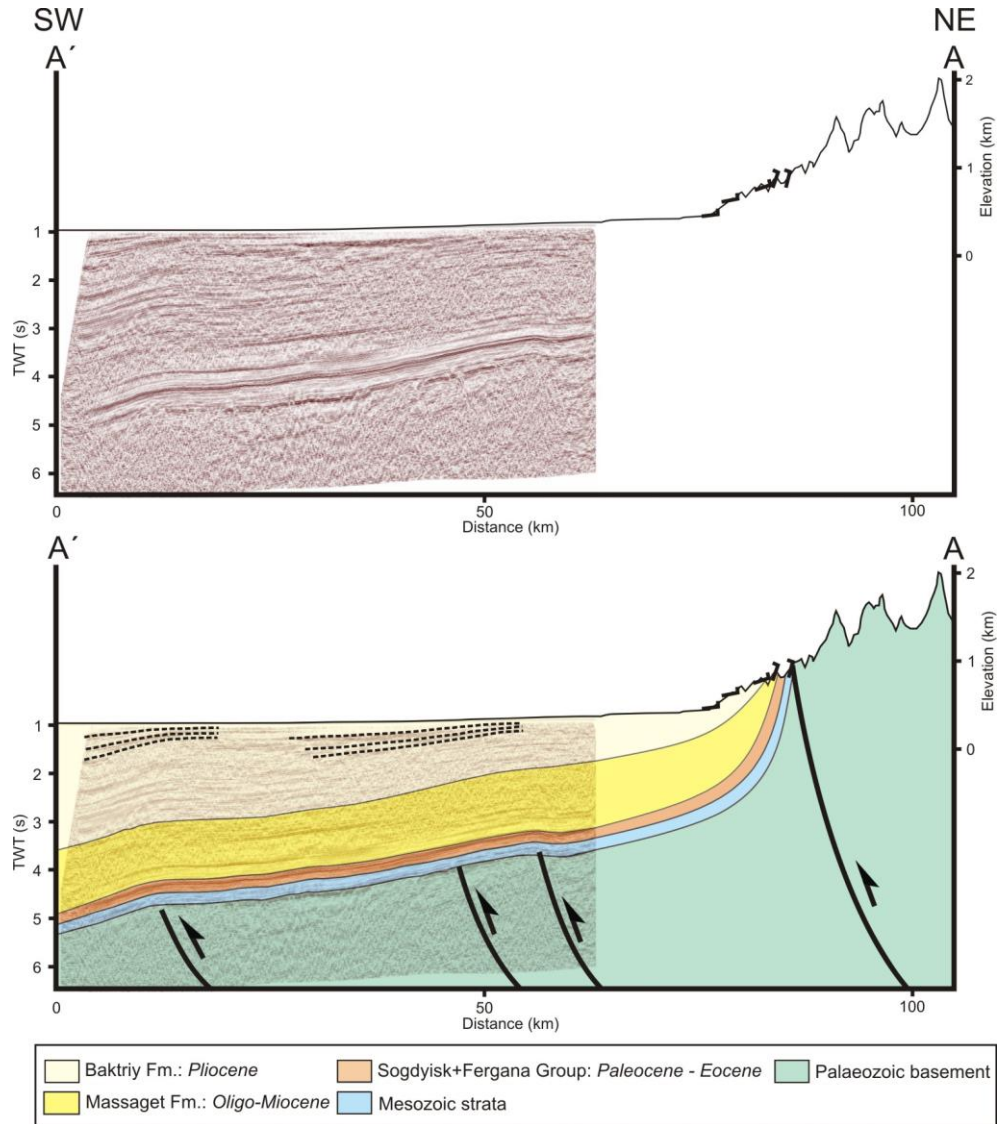 SW NE
A´ A
2
1
0
Elevation (km)
1
2
3
4
5
6
TWT (s)
0 50 100
Distance (km)
A´ A
2
1
0
Elevation (km)
1
2
3
4
5
6
TWT (s)
0 50 100
Distance (km)
Baktriy Fm.: Pliocene Sogdyisk+Fergana Group: Paleocene - Eocene Palaeozoic basement
Massaget Fm.: Oligo-Miocene Mesozoic strata